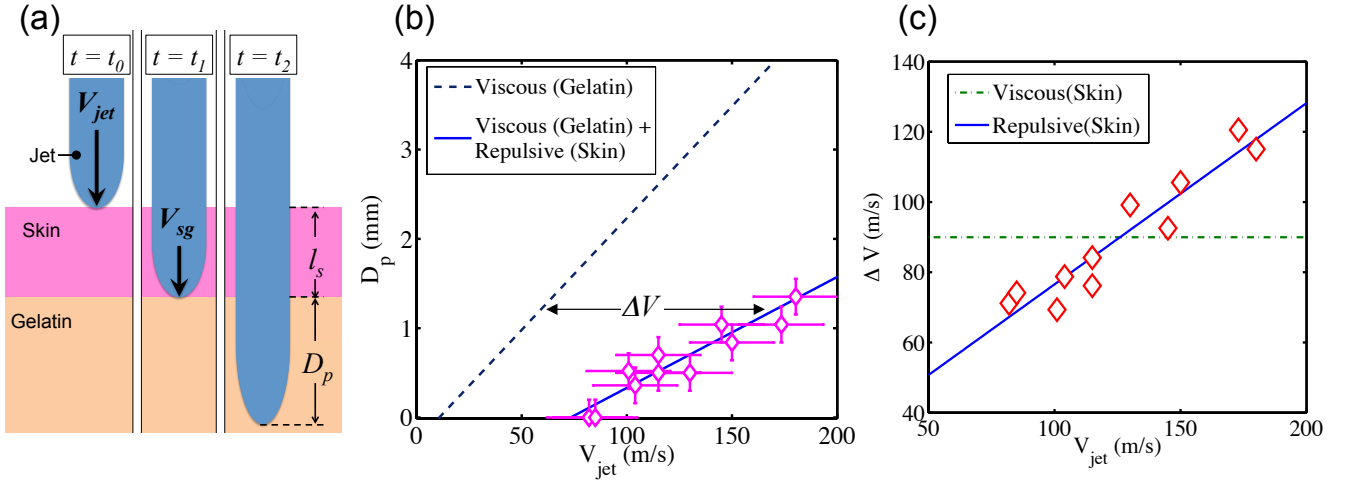 (a)
t = t0
t = t1
t = t2
Vjet
Jet
Vsg
Skin
ls
Gelatin
Dp
(b)
Viscous (Gelatin)
Viscous (Gelatin) +
Repulsive (Skin)
ΔV
4
3
2
1
0
Dp (mm)
0 50 100 150 200
Vjet (m/s)
(c)
Viscous(Skin)
Repulsive(Skin)
140
120
100
80
60
40
Δ V (m/s)
50 100 150 200
Vjet (m/s)